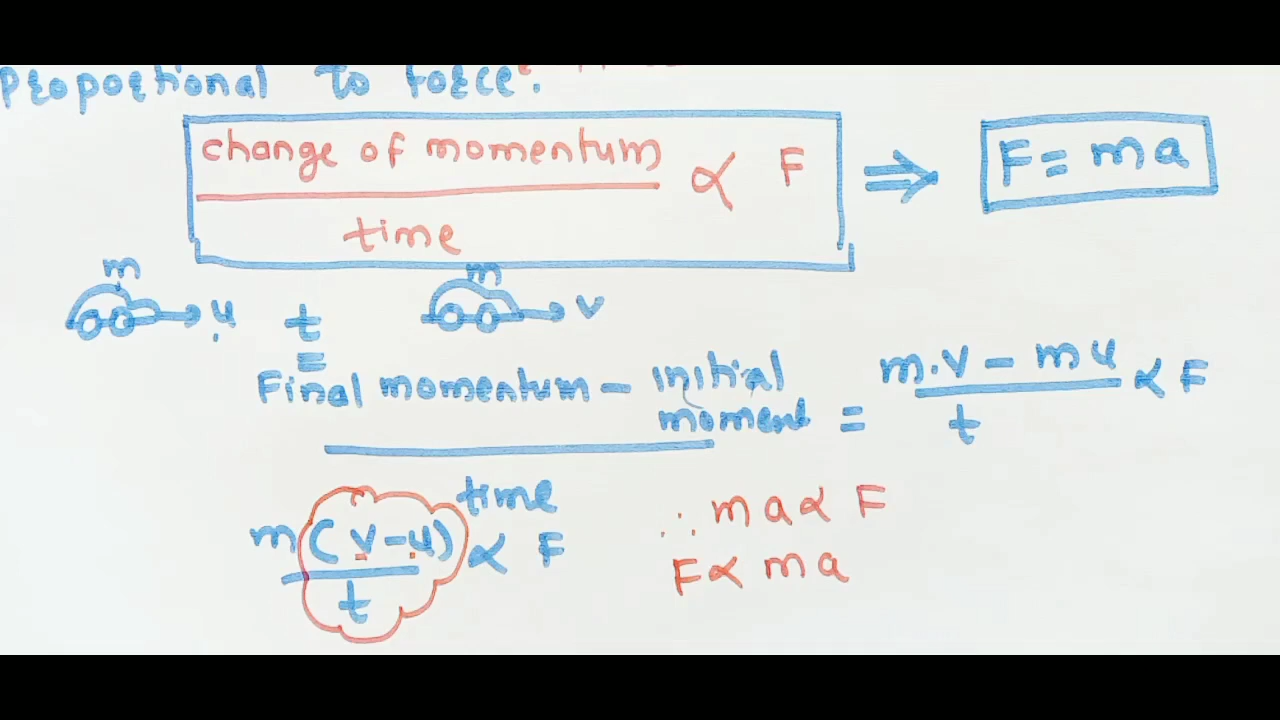 proportional to force.
change of momentum
time
∝ F
⇒
F = ma
m
u
t
m
v
Final momentum – initial
moment
time
= m.v – mu
t
∝ F
m(v–u)
t
∝ F
∴ ma ∝ F
F ∝ ma